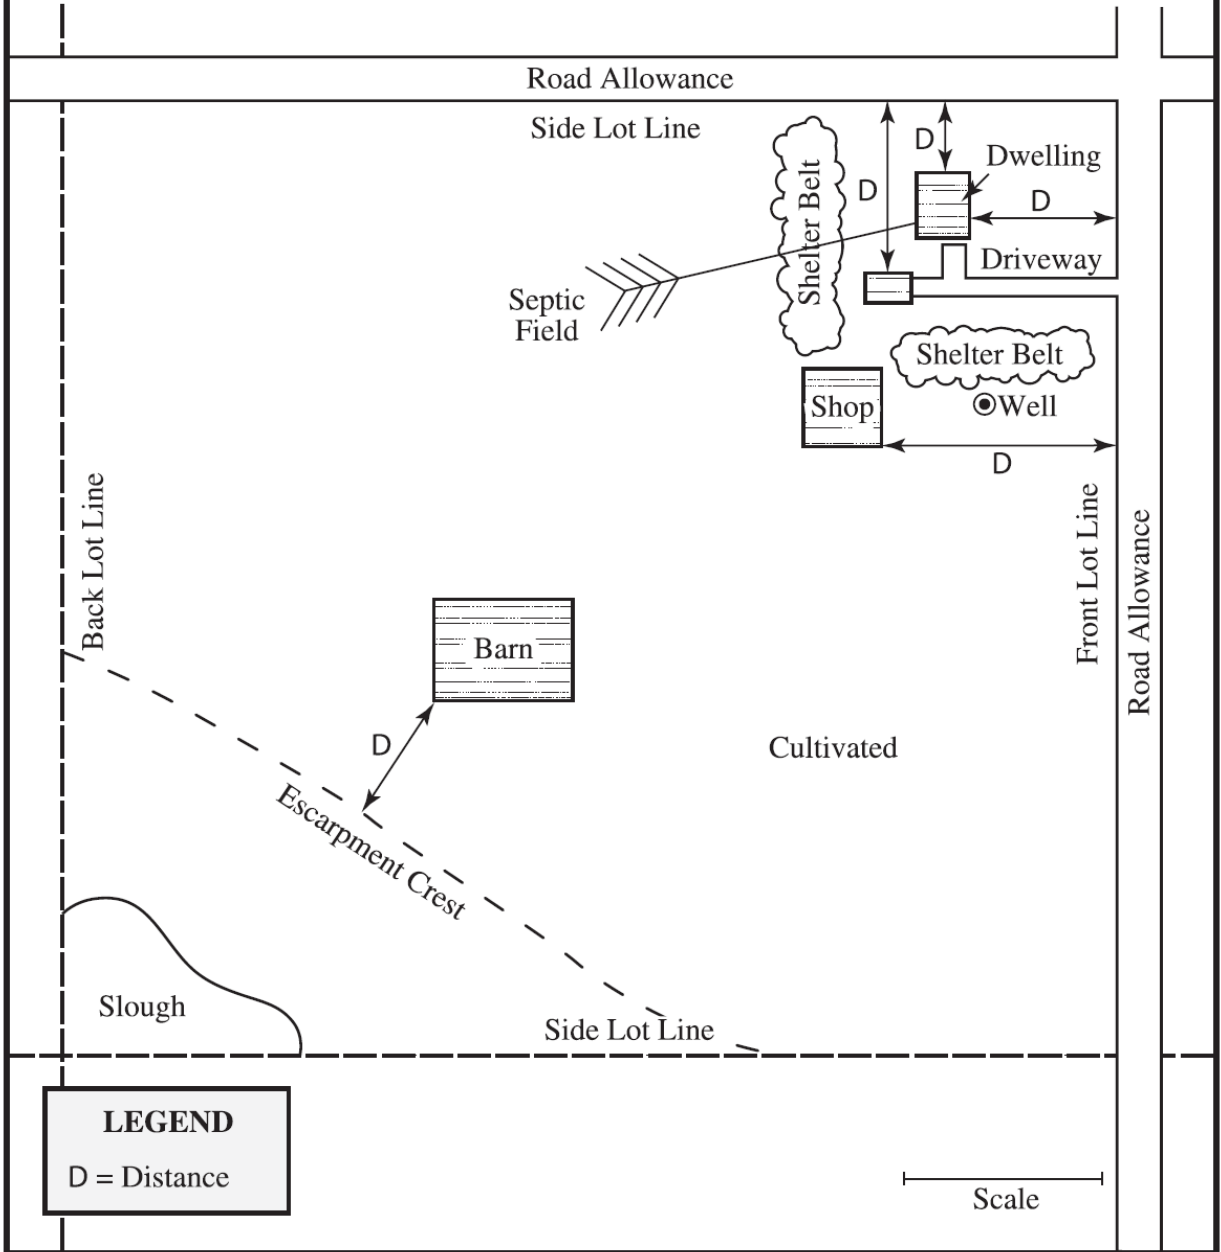 Road Allowance
Side Lot Line
D
Dwelling
D
D
Shelter Belt
Driveway
Septic
Field
Shelter Belt
Shop
Well
D
Back Lot Line
Front Lot Line
Road Allowance
Barn
D
Cultivated
Escarpment Crest
Slough
Side Lot Line
LEGEND
D = Distance
Scale